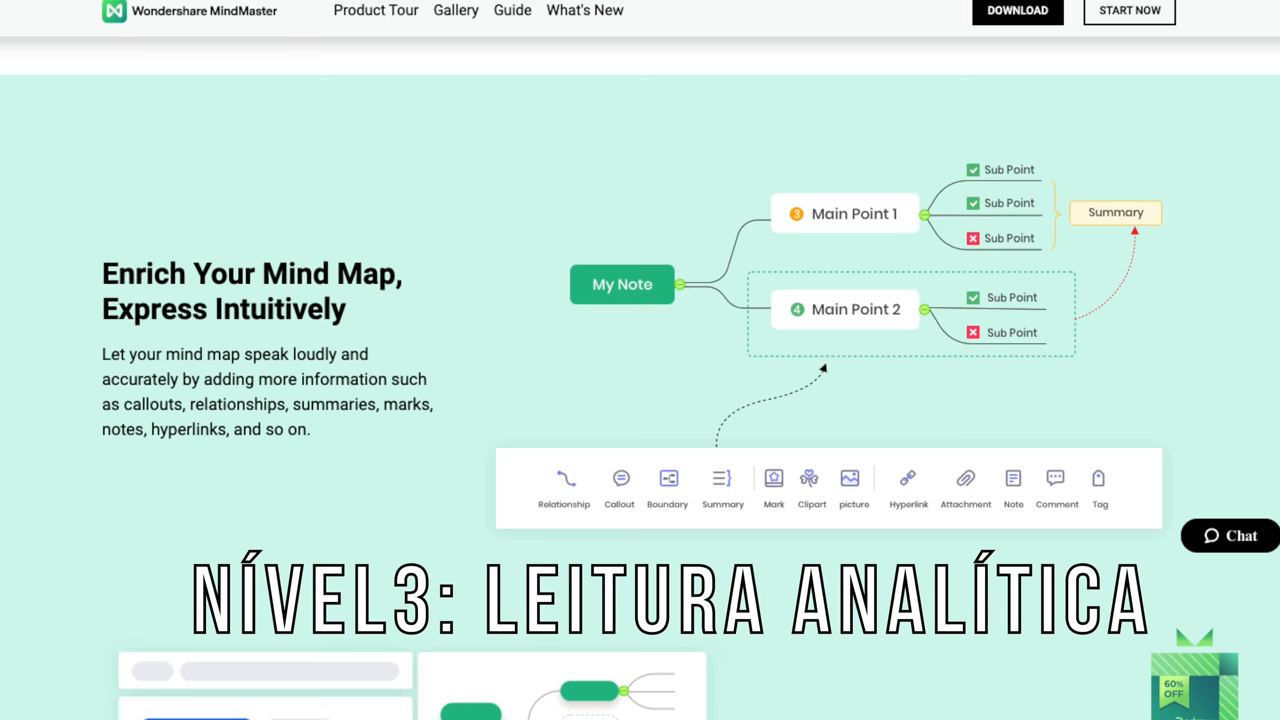 Wondershare MindMaster
Product Tour
Gallery
Guide
What's New
DOWNLOAD
START NOW
Enrich Your Mind Map,
Express Intuitively
Let your mind map speak loudly and
accurately by adding more information such
as callouts, relationships, summaries, marks,
notes, hyperlinks, and so on.
My Note
3 Main Point 1
Sub Point
Sub Point
Sub Point
Summary
4 Main Point 2
Sub Point
Sub Point
Relationship
Callout
Boundary
Summary
Mark
Clipart
picture
Hyperlink
Attachment
Note
Comment
Tag
Chat
NÍVEL3: LEITURA ANALÍTICA
60%
OFF